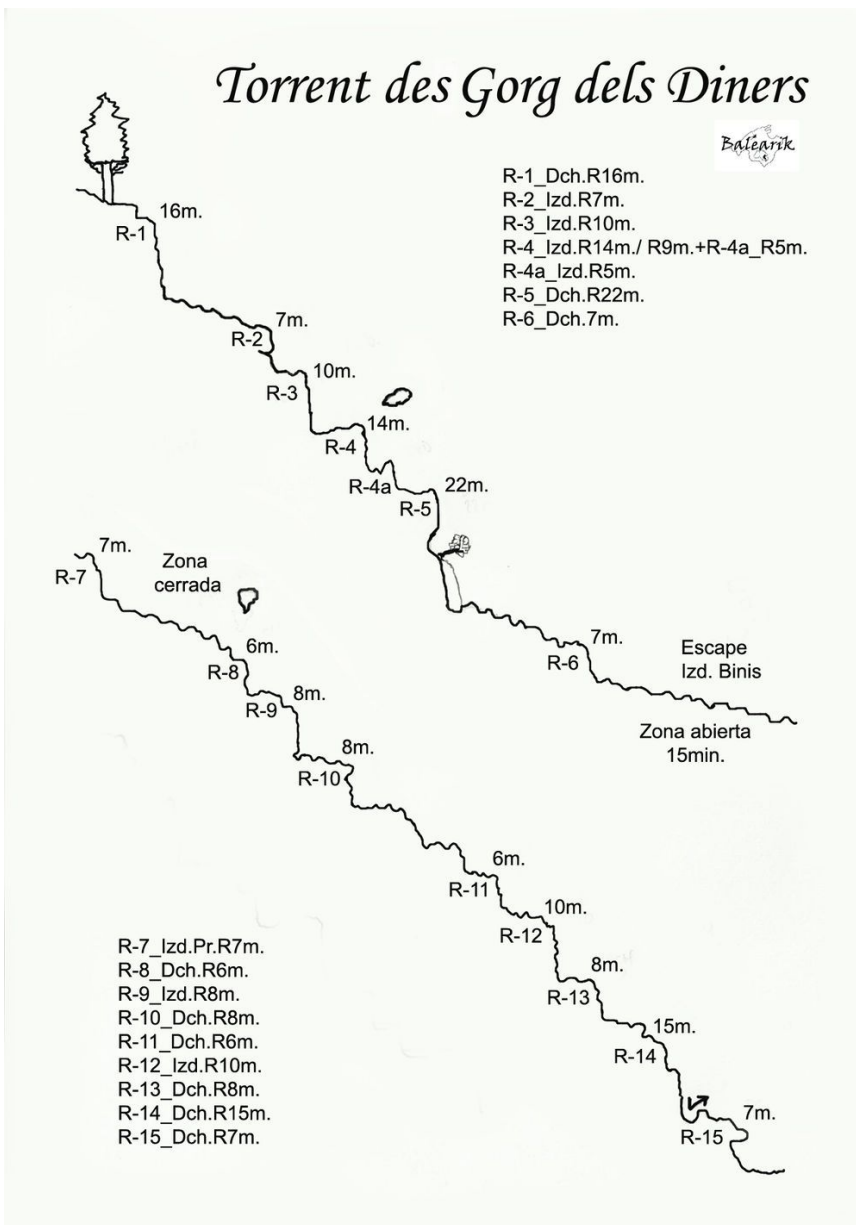 Torrent des Gorg dels Diners
Balearik
R-1_Dch.R16m.
R-2_Izd.R7m.
R-3_Izd.R10m.
R-4_Izd.R14m./ R9m.+R-4a_R5m.
R-4a_Izd.R5m.
R-5_Dch.R22m.
R-6_Dch.7m.
16m.
R-1
7m.
R-2
10m.
R-3
14m.
R-4
R-4a
22m.
R-5
7m.
R-6
Escape
Izd. Binis
Zona abierta
15min.
7m.
R-7
Zona
cerrada
6m.
R-8
8m.
R-9
8m.
R-10
6m.
R-11
10m.
R-12
8m.
R-13
15m.
R-14
7m.
R-15
R-7_Izd.Pr.R7m.
R-8_Dch.R6m.
R-9_Izd.R8m.
R-10_Dch.R8m.
R-11_Dch.R6m.
R-12_Izd.R10m.
R-13_Dch.R8m.
R-14_Dch.R15m.
R-15_Dch.R7m.